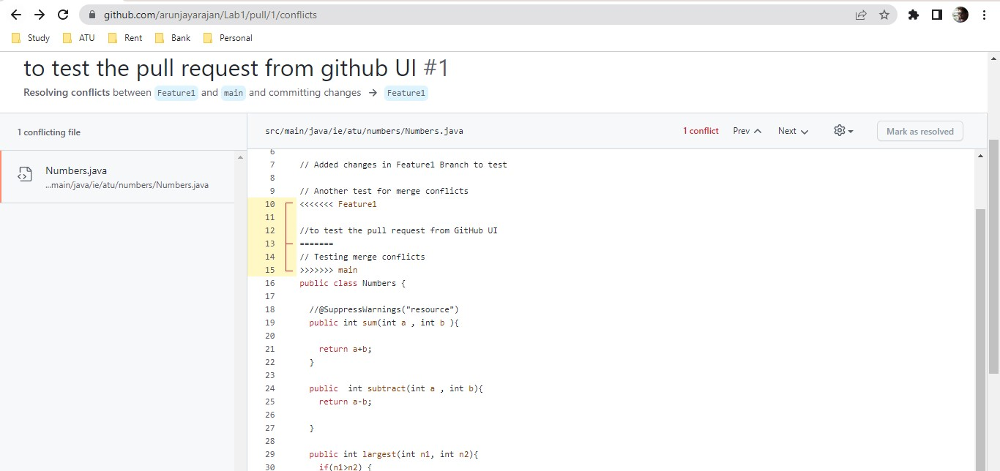 github.com/arunjayarajan/Lab1/pull/1/conflicts
Study ATU Rent Bank Personal
to test the pull request from github UI #1
Resolving conflicts between Feature1 and main and committing changes → Feature1
1 conflicting file
src/main/java/ie/atu/numbers/Numbers.java 1 conflict Prev Next Mark as resolved
Numbers.java
...main/java/ie/atu/numbers/Numbers.java
6
7 // Added changes in Feature1 Branch to test
8
9 // Another test for merge conflicts
10 <<<<<<< Feature1
11
12 //to test the pull request from GitHub UI
13 =======
14 // Testing merge conflicts
15 >>>>>>> main
16 public class Numbers {
17
18 //@SuppressWarnings("resource")
19 public int sum(int a , int b ){
20
21 return a+b;
22 }
23
24 public  int subtract(int a , int b){
25 return a-b;
26
27 }
28
29 public int largest(int n1, int n2){
30 if(n1>n2) {